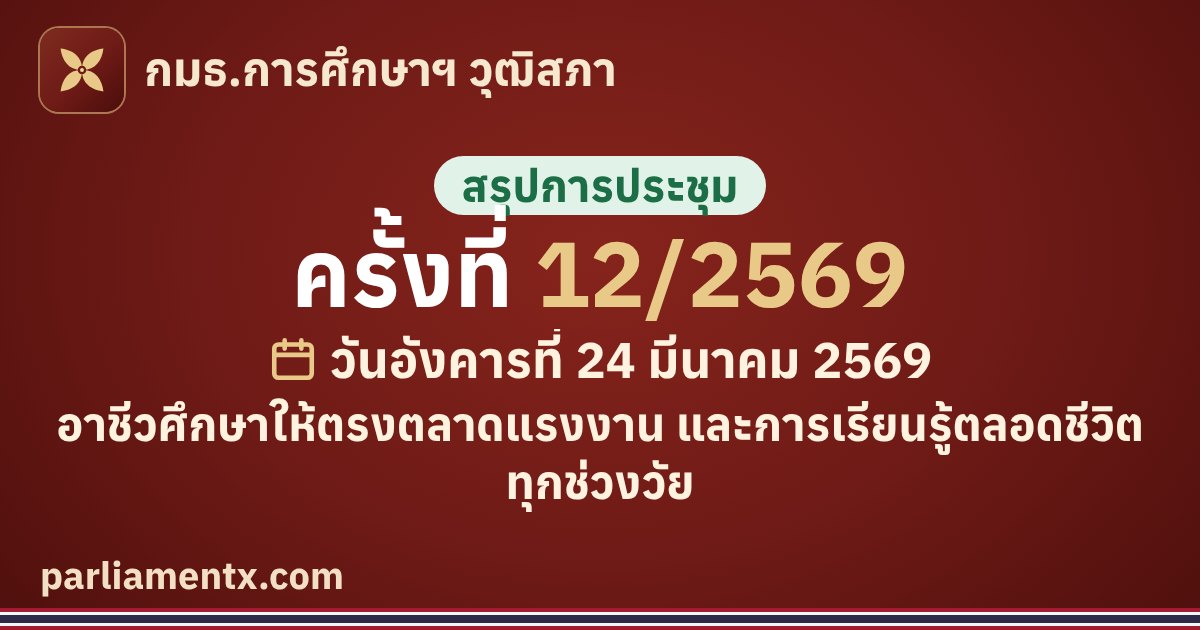 กมธ.การศึกษาฯ วุฒิสภา
สรุปการประชุม
ครั้งที่ 12/2569
วันอังคารที่ 24 มีนาคม 2569
อาชีวศึกษาให้ตรงตลาดแรงงาน และการเรียนรู้ตลอดชีวิต
ทุกช่วงวัย
parliamentx.com